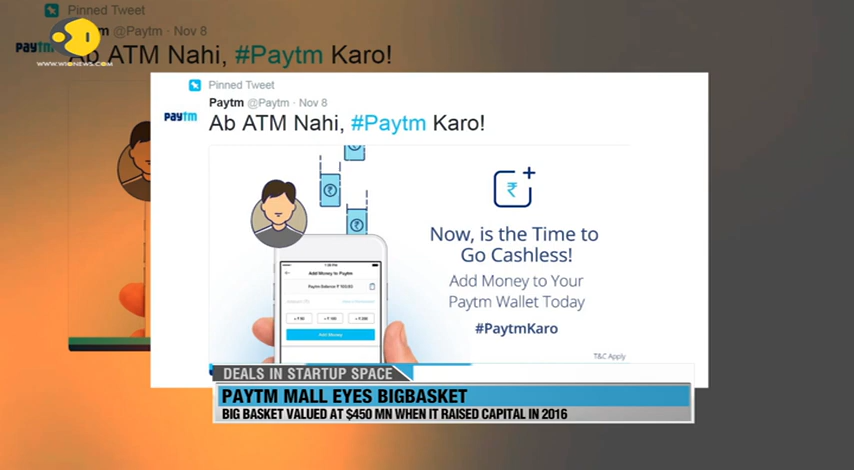 Pinned Tweet
@Paytm · Nov 8
Ab ATM Nahi, #Paytm Karo!
WWW.WIONEWS.COM
Pinned Tweet
Paytm @Paytm · Nov 8
paytm
Ab ATM Nahi, #Paytm Karo!
Now, is the Time to
Go Cashless!
Add Money to Your
Paytm Wallet Today
#PaytmKaro
T&C Apply
Add Money to Paytm
Add Money
DEALS IN STARTUP SPACE
PAYTM MALL EYES BIGBASKET
BIG BASKET VALUED AT $450 MN WHEN IT RAISED CAPITAL IN 2016